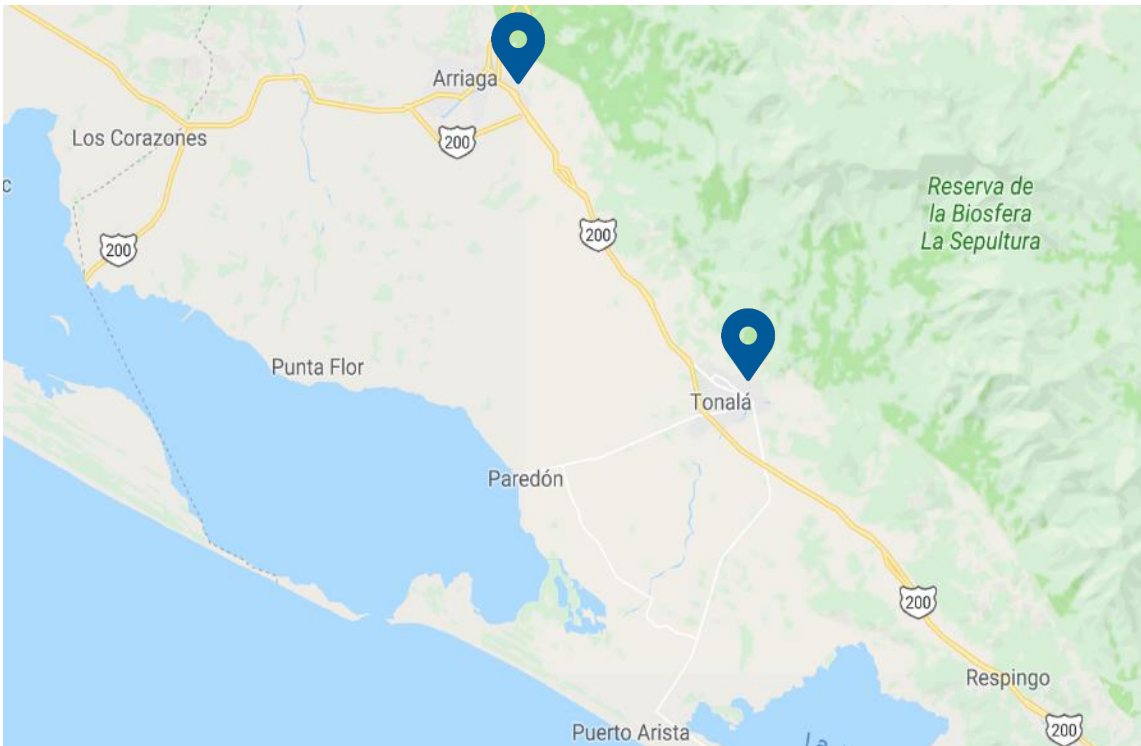 Arriaga
200
Los Corazones
c
200
200
Reserva de
la Biosfera
La Sepultura
Punta Flor
Tonalá
Paredón
200
Respingo
200
Puerto Arista
La